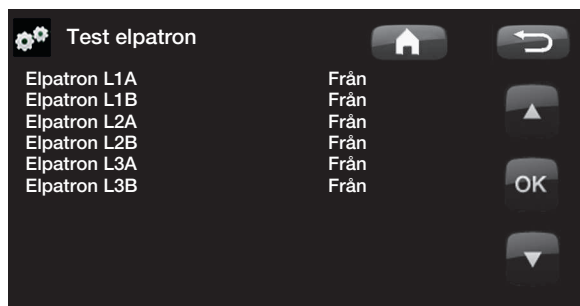 Test elpatron
Elpatron L1A Från
Elpatron L1B Från
Elpatron L2A Från
Elpatron L2B Från
Elpatron L3A Från
Elpatron L3B Från
OK